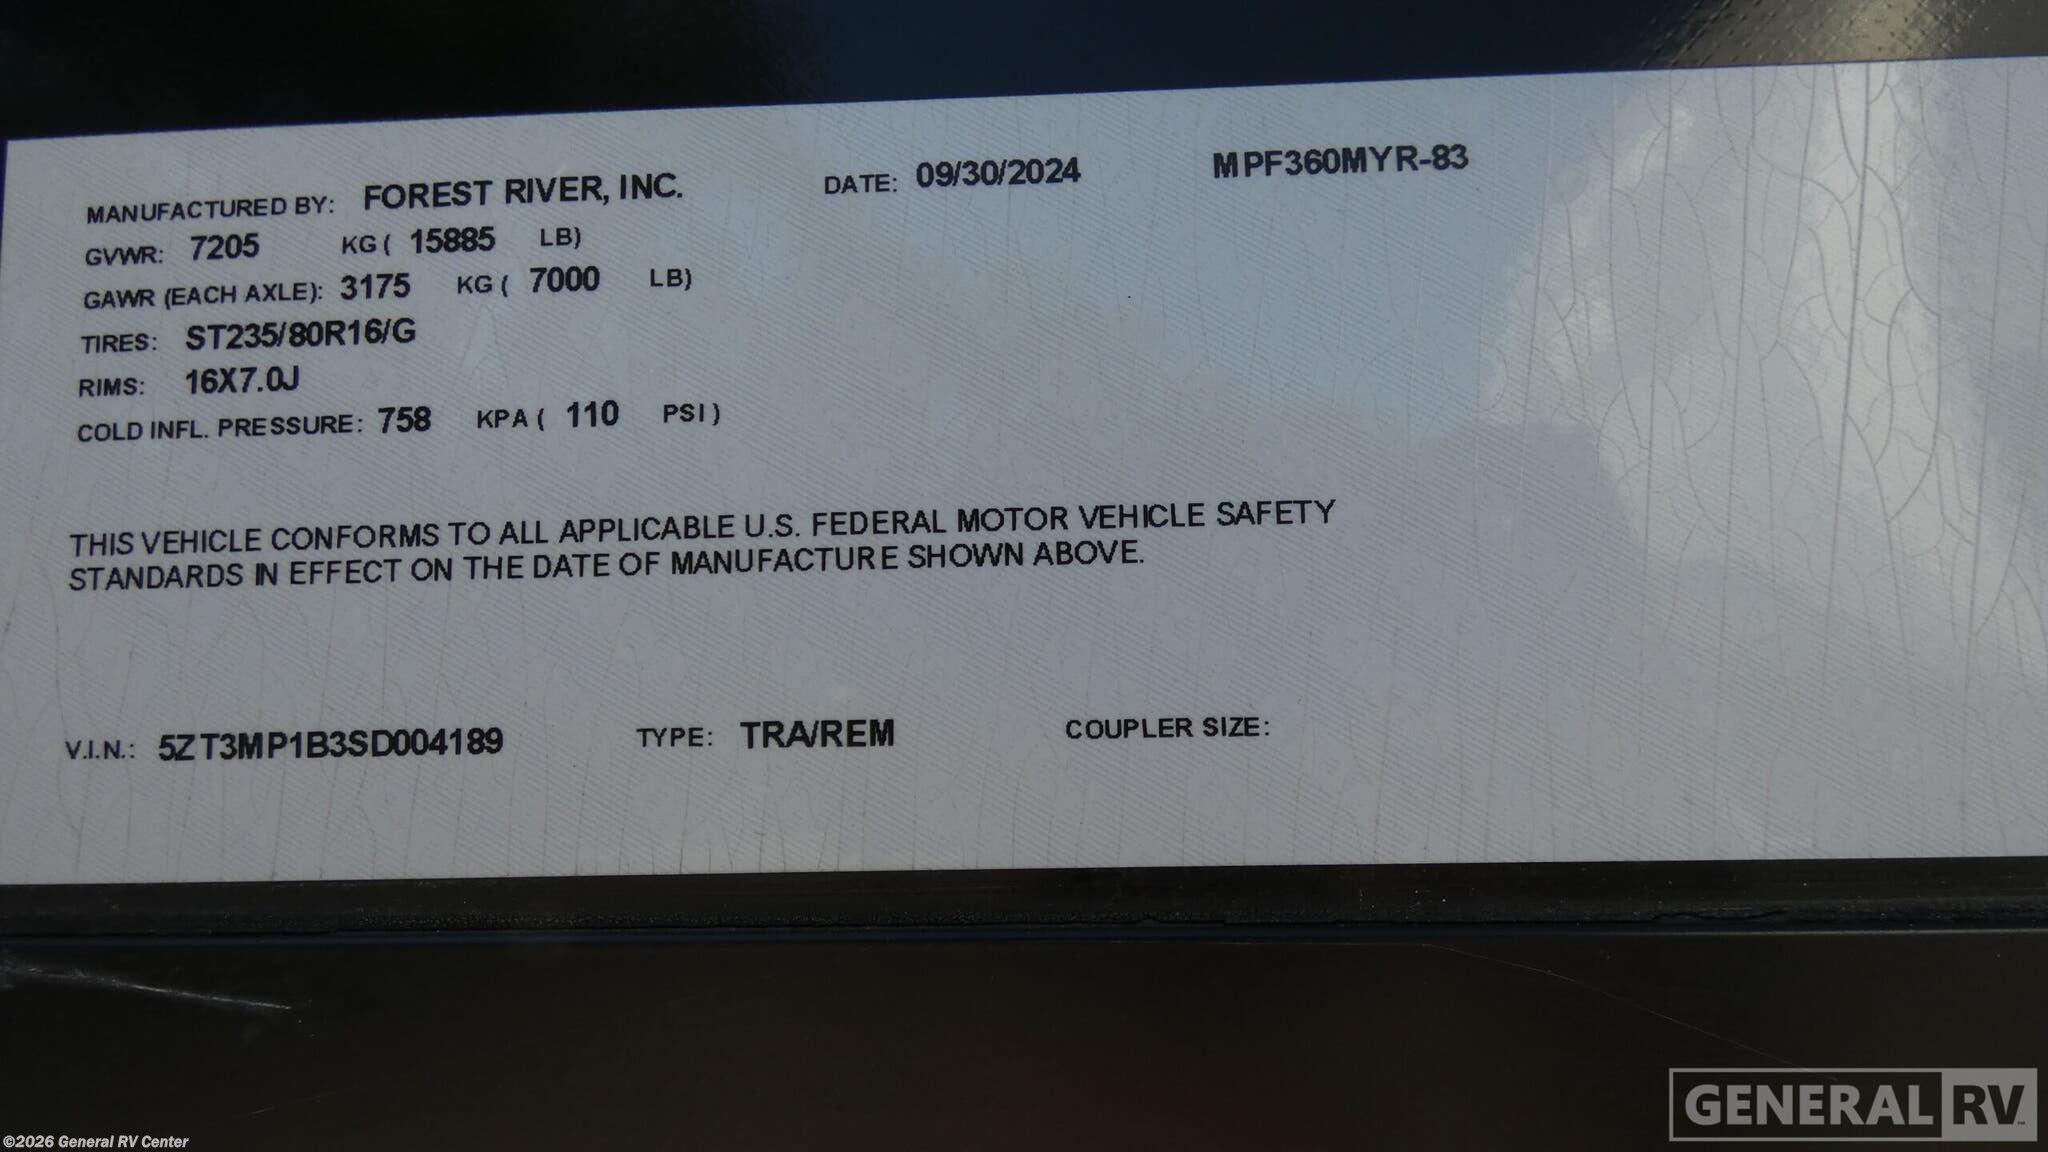 MANUFACTURED BY: FOREST RIVER, INC. DATE: 09/30/2024 MPF360MYR-83
GVWR: 7205 KG ( 15885 LB)
GAWR (EACH AXLE): 3175 KG ( 7000 LB)
TIRES: ST235/80R16/G
RIMS: 16X7.0J
COLD INFL. PRESSURE: 758 KPA ( 110 PSI )
THIS VEHICLE CONFORMS TO ALL APPLICABLE U.S. FEDERAL MOTOR VEHICLE SAFETY
STANDARDS IN EFFECT ON THE DATE OF MANUFACTURE SHOWN ABOVE.
V.I.N.: 5ZT3MP1B3SD004189 TYPE: TRA/REM COUPLER SIZE:
GENERAL RV
©2026 General RV Center